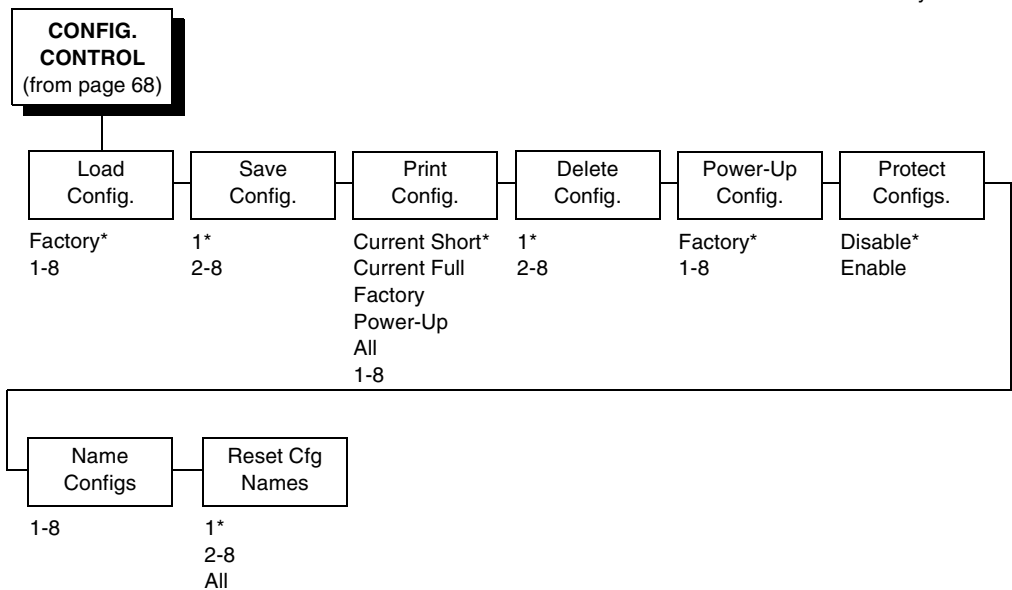 CONFIG.
CONTROL
(from page 68)
Load
Config.
Factory*
1-8
Save
Config.
1*
2-8
Print
Config.
Current Short*
Current Full
Factory
Power-Up
All
1-8
Delete
Config.
1*
2-8
Power-Up
Config.
Factory*
1-8
Protect
Configs.
Disable*
Enable
Name
Configs
1-8
Reset Cfg
Names
1*
2-8
All